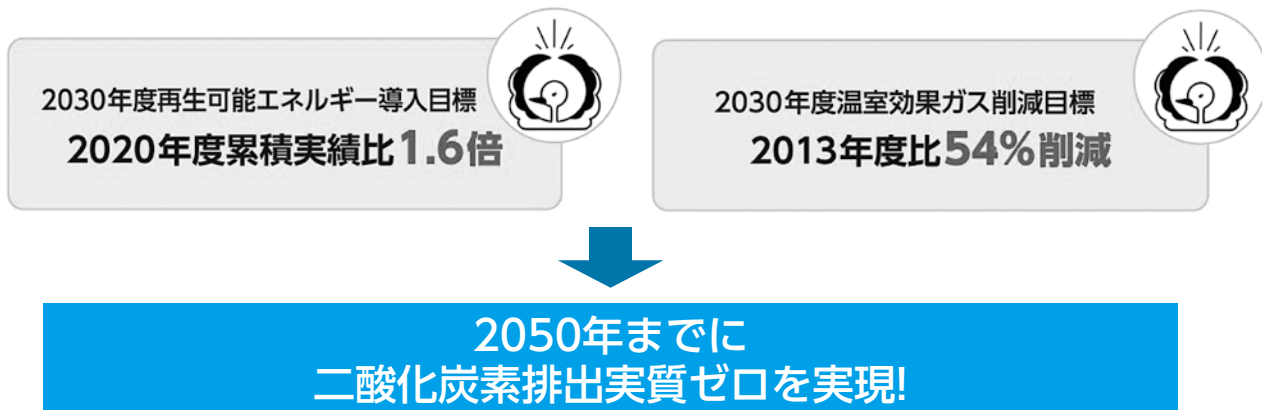 2030年度再生可能エネルギー導入目標
2020年度累積実績比1.6倍
2030年度温室効果ガス削減目標
2013年度比54%削減
2050年までに
二酸化炭素排出実質ゼロを実現!